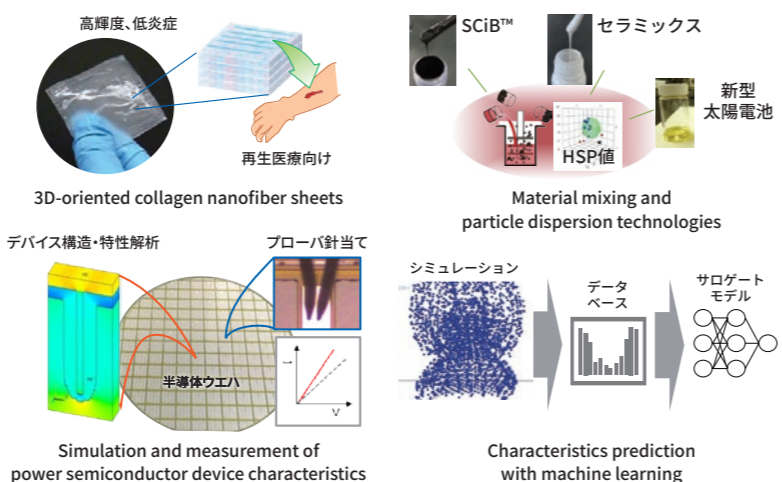 高輝度、低炎症
再生医療向け
3D-oriented collagen nanofiber sheets
SCiB™
セラミックス
新型
太陽電池
HSP値
Material mixing and
particle dispersion technologies
デバイス構造・特性解析
プローバ針当て
半導体ウエハ
I
V
Simulation and measurement of
power semiconductor device characteristics
シミュレーション
データ
ベース
サロゲート
モデル
Characteristics prediction
with machine learning